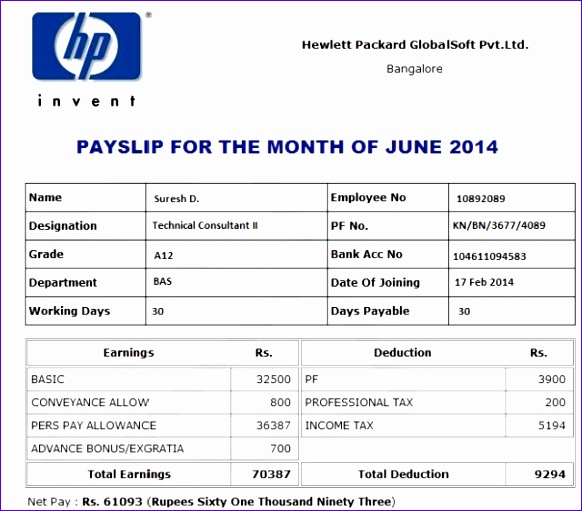 hp
invent
Hewlett Packard GlobalSoft Pvt.Ltd.
Bangalore
PAYSLIP FOR THE MONTH OF JUNE 2014
Name Suresh D. Employee No 10892089
Designation Technical Consultant II PF No. KN/BN/3677/4089
Grade A12 Bank Acc No 104611094583
Department BAS Date Of Joining 17 Feb 2014
Working Days 30 Days Payable 30
Earnings Rs. Deduction Rs.
BASIC 32500 PF 3900
CONVEYANCE ALLOW 800 PROFESSIONAL TAX 200
PERS PAY ALLOWANCE 36387 INCOME TAX 5194
ADVANCE BONUS/EXGRATIA 700
Total Earnings 70387 Total Deduction 9294
Net Pay : Rs. 61093 (Rupees Sixty One Thousand Ninety Three)